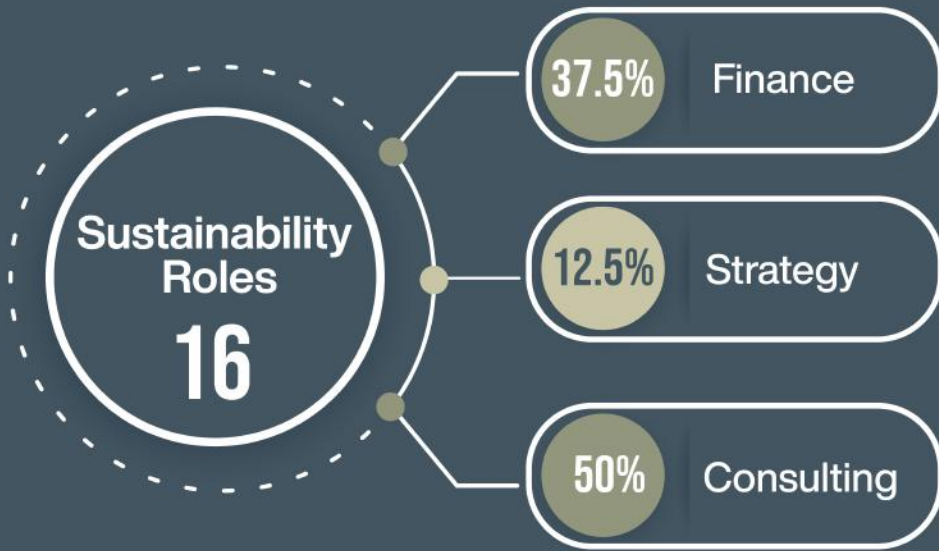 Sustainability
Roles
16
37.5% Finance
12.5% Strategy
50% Consulting